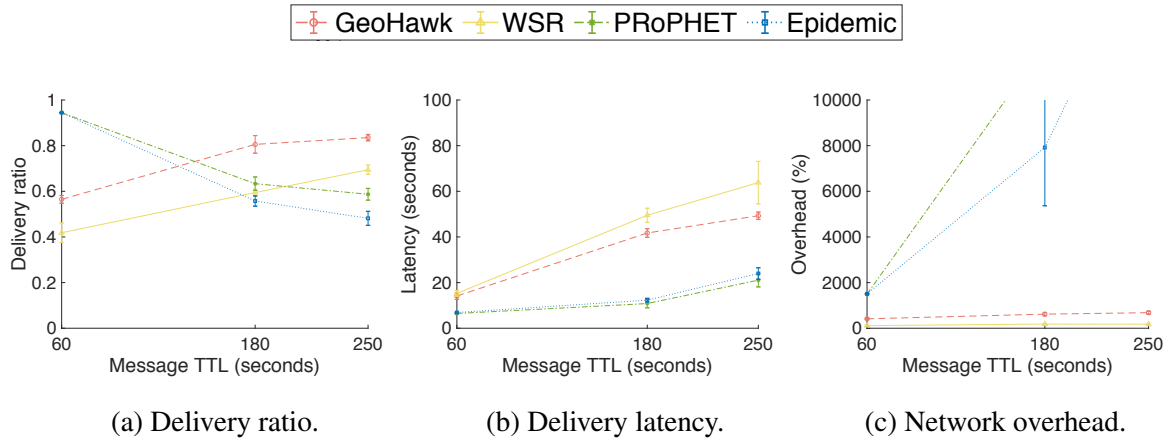 GeoHawk WSR PRoPHET Epidemic
Delivery ratio
1
0.8
0.6
0.4
0.2
0
60 180 250
Message TTL (seconds)
(a) Delivery ratio.
Latency (seconds)
100
80
60
40
20
0
60 180 250
Message TTL (seconds)
(b) Delivery latency.
Overhead (%)
10000
8000
6000
4000
2000
0
60 180 250
Message TTL (seconds)
(c) Network overhead.